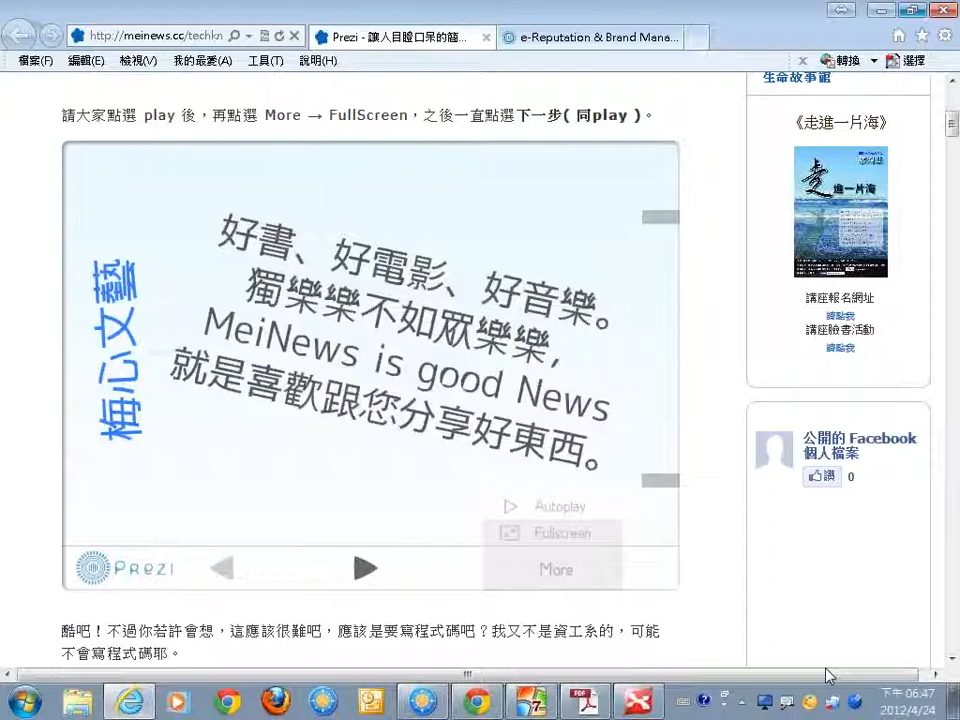 http://meinews.cc/techkn
Prezi - 讓人目瞪口呆的簡...
e-Reputation & Brand Mana...
檔案(F) 編輯(E) 檢視(V) 我的最愛(A) 工具(T) 說明(H)
轉換
選擇
生命故事館
請大家點選 play 後，再點選 More → FullScreen，之後一直點選下一步( 同play )。
《走進一片海》
走進一片海
好書、好電影、好音樂。
獨樂樂不如眾樂樂,
MeiNews is good News
就是喜歡跟您分享好東西。
梅心文藝
講座報名網址
請點我
講座臉書活動
請點我
公開的 Facebook
個人檔案
讚 0
Autoplay
Fullscreen
Prezi
More
酷吧！不過你若許會想，這應該很難吧，應該是要寫程式碼吧？我又不是資工系的，可能
不會寫程式碼耶。
下午 06:47
2012/4/24